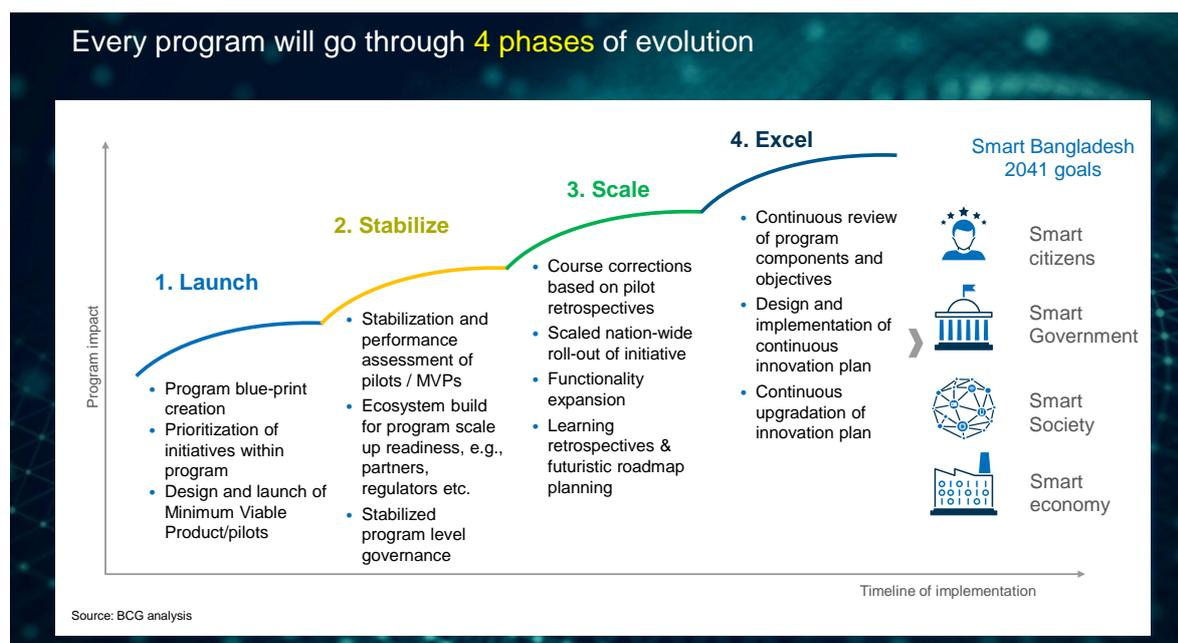 Every program will go through 4 phases of evolution
Program impact
1. Launch
• Program blue-print
creation
• Prioritization of
initiatives within
program
• Design and launch of
Minimum Viable
Product/pilots
2. Stabilize
• Stabilization and
performance
assessment of
pilots / MVPs
• Ecosystem build
for program scale
up readiness, e.g.,
partners,
regulators etc.
• Stabilized
program level
governance
3. Scale
• Course corrections
based on pilot
retrospectives
• Scaled nation-wide
roll-out of initiative
• Functionality
expansion
• Learning
retrospectives &
futuristic roadmap
planning
4. Excel
• Continuous review
of program
components and
objectives
• Design and
implementation of
continuous
innovation plan
• Continuous
upgradation of
innovation plan
Smart Bangladesh
2041 goals
Smart
citizens
Smart
Government
Smart
Society
Smart
economy
Timeline of implementation
Source: BCG analysis